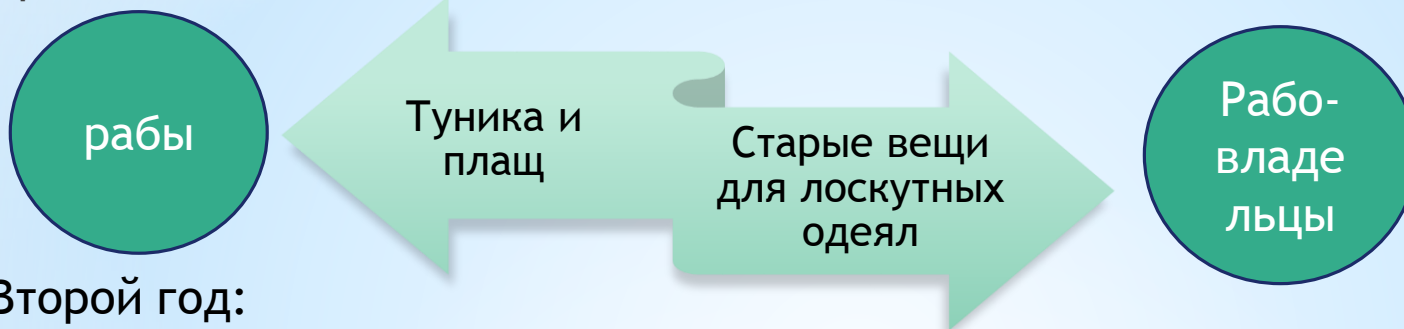 рабы
Туника и
плащ
Старые вещи
для лоскутных
одеял
Рабо-
владе
льцы
Второй год: